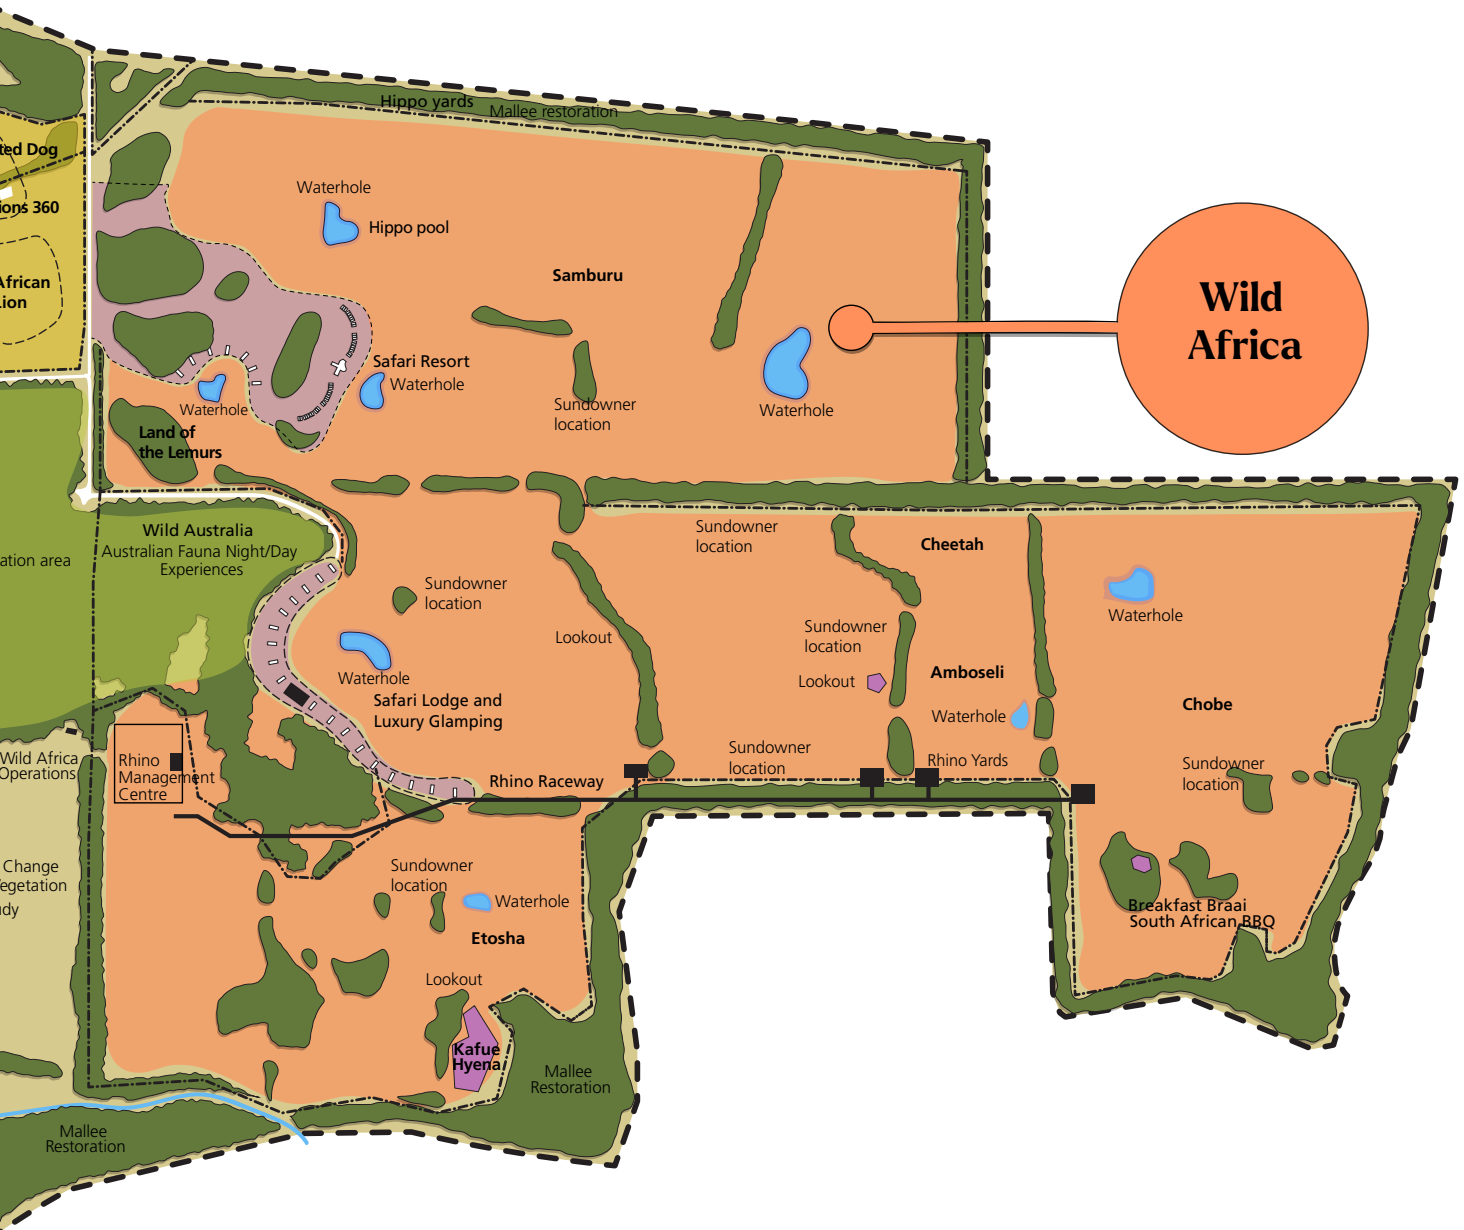 Hippo yards
Mallee restoration
ted Dog
Waterhole
ions 360
Hippo pool
Samburu
African
Lion
Wild
Africa
Safari Resort
Waterhole
Waterhole
Sundowner
location
Waterhole
Land of
the Lemurs
Wild Australia
Australian Fauna Night/Day
Experiences
ation area
Sundowner
location
Cheetah
Sundowner
location
Waterhole
Lookout
Sundowner
location
Waterhole
Safari Lodge and
Luxury Glamping
Lookout
Amboseli
Waterhole
Chobe
Wild Africa
Operations
Rhino
Management
Centre
Rhino Raceway
Sundowner
location
Rhino Yards
Sundowner
location
Change
egetation
dy
Sundowner
location
Waterhole
Etosha
Breakfast Braai
South African BBQ
Lookout
Kafue
Hyena
Mallee
Restoration
Mallee
Restoration